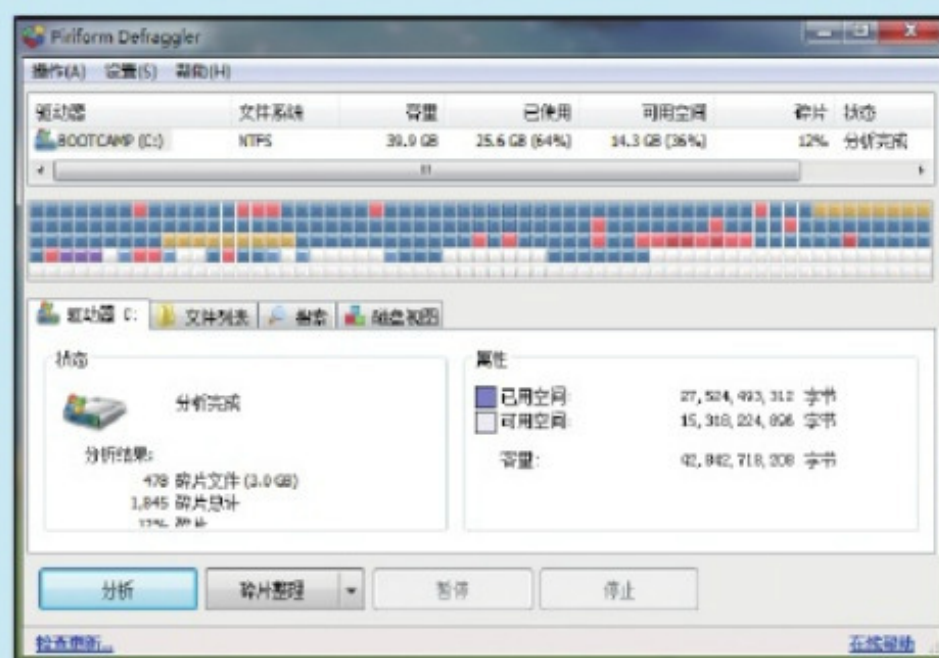 Piriform Defraggler
操作(A) 设置(S) 帮助(H)
驱动器 文件系统 容量 已使用 可用空间 碎片 状态
BOOTCAMP (C:) NTFS 39.9 GB 25.6 GB (64%) 14.3 GB (36%) 12% 分析完成
驱动器 C: 文件列表 搜索 磁盘视图
状态
分析完成
分析结果:
478 碎片文件 (3.0 GB)
1,845 碎片总计
12% 碎片
属性
已用空间: 27,524,493,312 字节
可用空间: 15,318,224,896 字节
容量: 42,842,718,208 字节
分析 碎片整理 暂停 停止
检查更新... 在线帮助